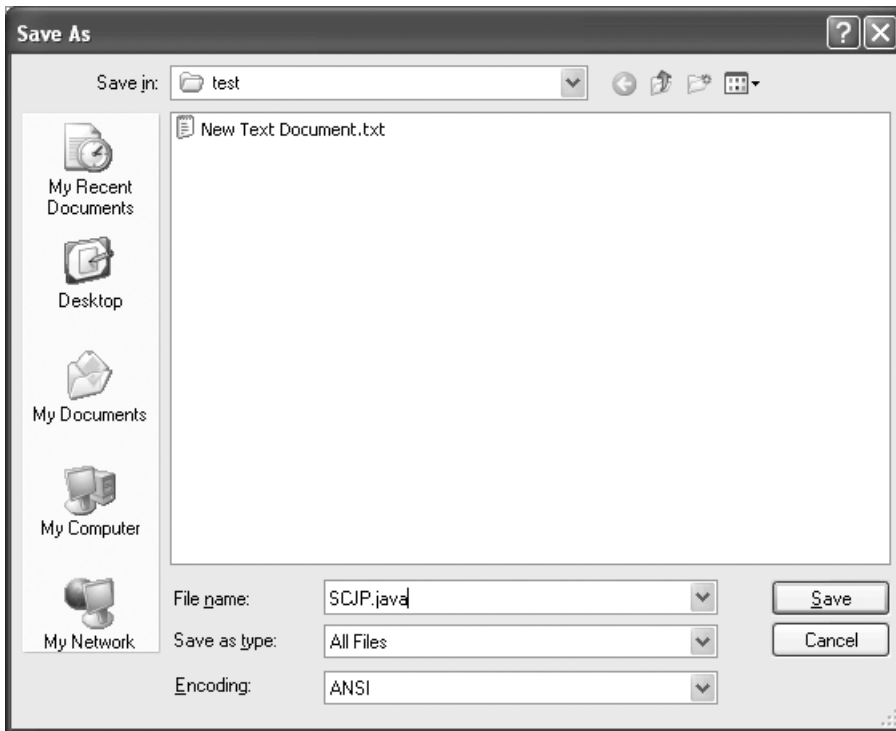 Save As
Save in: test
New Text Document.txt
My Recent
Documents
Desktop
My Documents
My Computer
My Network
File name: SCJP.java Save
Save as type: All Files Cancel
Encoding: ANSI